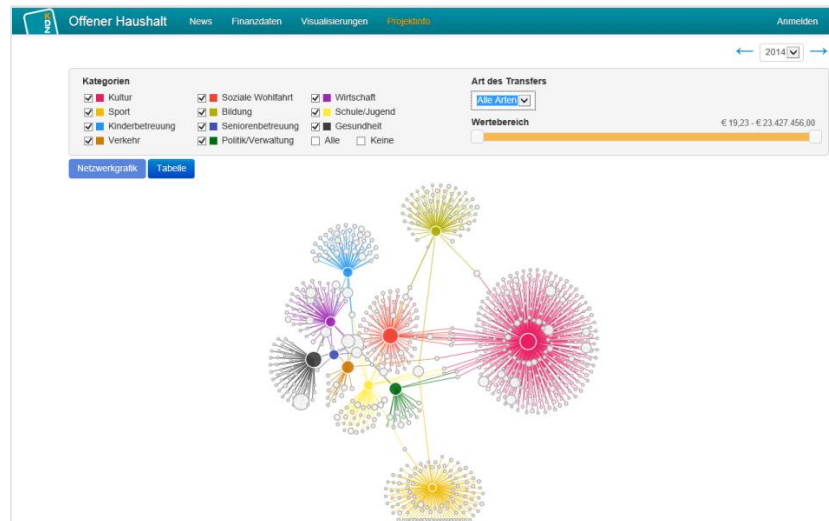 KDZ
Offener Haushalt News Finanzdaten Visualisierungen Projektinfo Anmelden
← 2014 →
Kategorien Art des Transfers
Kultur Soziale Wohlfahrt Wirtschaft Alle Arten
Sport Bildung Schule/Jugend
Kinderbetreuung Seniorenbetreuung Gesundheit Wertebereich € 19,23 - € 23.427.456,00
Verkehr Politik/Verwaltung Alle Keine
Netzwerkgrafik Tabelle